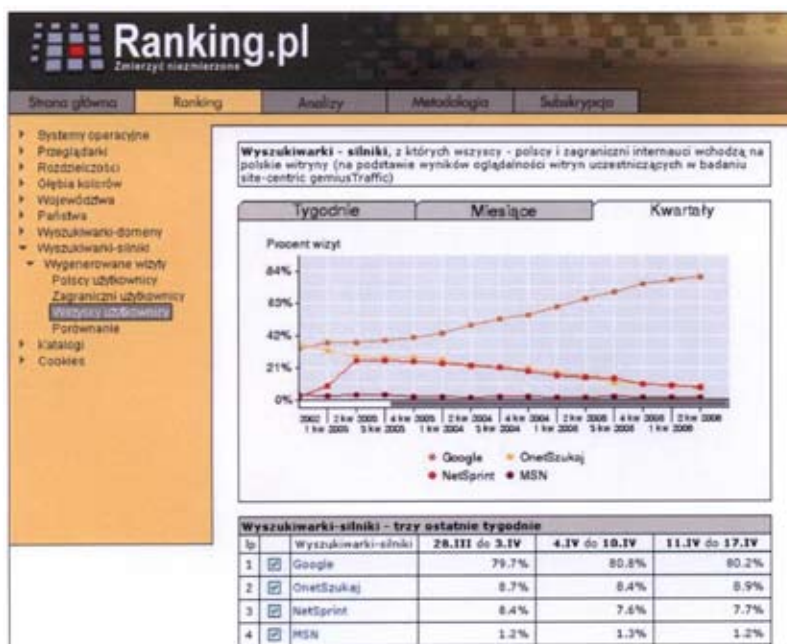 Ranking.pl
Zmierzyć niezmierzone
Strona główna Ranking Analizy Metodologia Subskrypcja
Systemy operacyjne
Przeglądarki
Rozdzielczości
Głębia kolorów
Województwa
Państwa
Wyszukiwarki-domeny
Wyszukiwarki-silniki
Wygenerowane wizyty
Polscy użytkownicy
Zagraniczni użytkownicy
Wszyscy użytkownicy
Porównanie
Katalogi
Cookies
Wyszukiwarki - silniki, z których wszyscy - polscy i zagraniczni internauci wchodzą na
polskie witryny (na podstawie wyników oglądalności witryn uczestniczących w badaniu
site-centric gemiusTraffic)
Tygodnie Miesiące Kwartały
Procent wizyt
84%
63%
42%
21%
0%
Google OnetSzukaj
NetSprint MSN
Wyszukiwarki-silniki - trzy ostatnie tygodnie
lp Wyszukiwarki-silniki 28.III do 3.IV 4.IV do 10.IV 11.IV do 17.IV
1 Google 79.7% 80.8% 80.2%
2 OnetSzukaj 8.7% 8.4% 8.9%
3 NetSprint 8.4% 7.6% 7.7%
4 MSN 1.2% 1.3% 1.2%